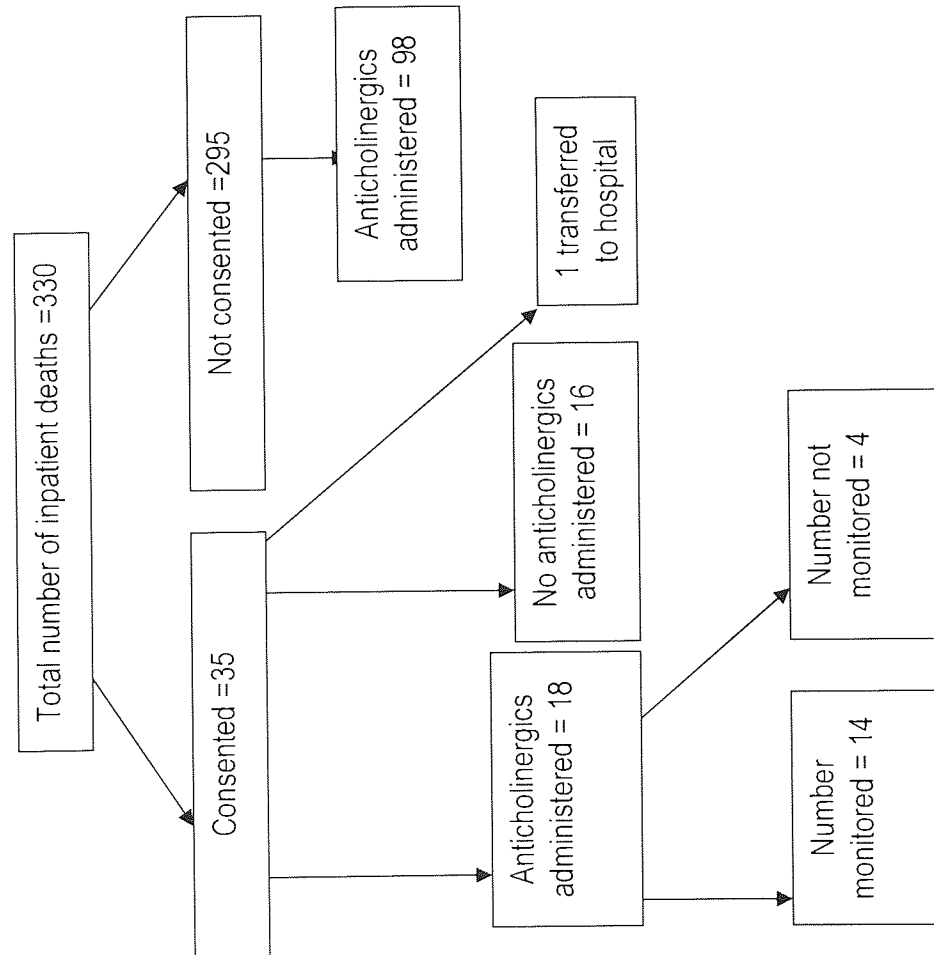 Total number of inpatient deaths =330
Consented =35
Not consented =295
Anticholinergics
administered = 98
Anticholinergics
administered = 18
No anticholinergics
administered = 16
1 transferred
to hospital
Number
monitored = 14
Number not
monitored = 4